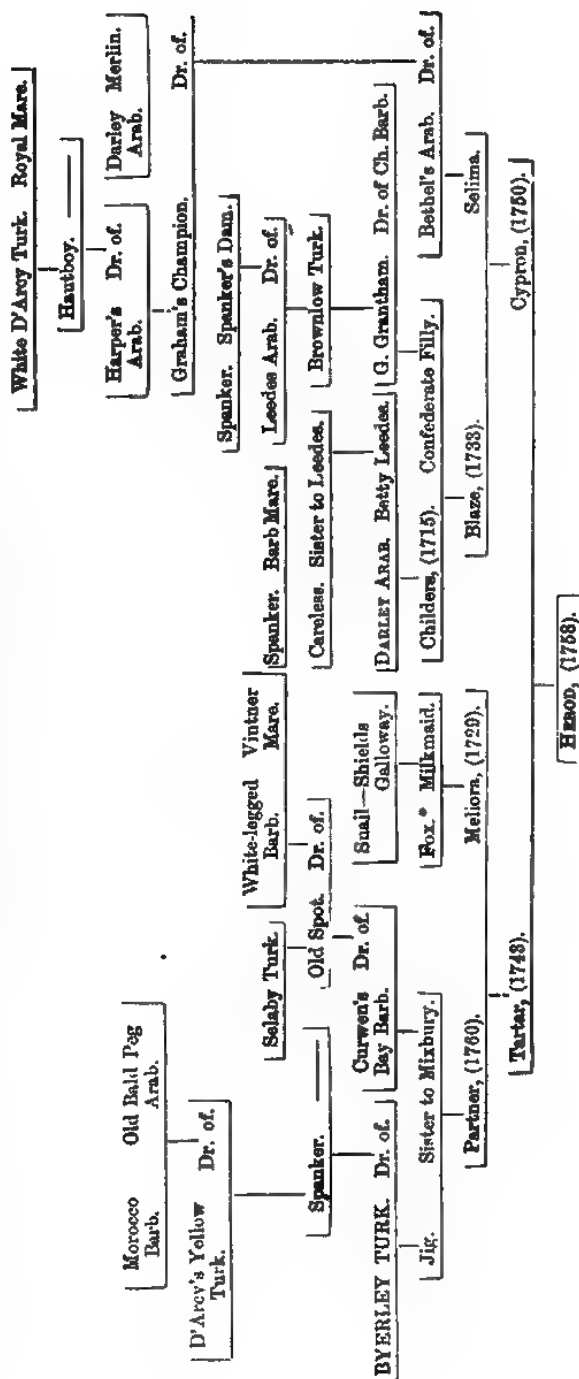 White D'Arcy Turk. Royal Mare.
Hautboy.
Morocco Barb. Old Bald Peg Arab. Harper's Arab. Dr. of. Darley Arab. Merlin.
D'Arcy's Yellow Turk. Dr. of. Graham's Champion. Dr. of.
Spanker. Spanker's Dam.
Selaby Turk. White-legged Barb. Vintner Mare. Spanker. Barb Mare. Leedes Arab. Dr. of.
Spanker. Old Spot. Dr. of. Careless. Sister to Leedes. Brownlow Turk.
BYERLEY TURK. Dr. of. Curwen's Bay Barb. Dr. of. Snail—Shields Galloway. DARLEY ARAB. Betty Leedes. G. Grantham. Dr. of Ch. Barb.
Jig. Sister to Mixbury. Fox.* Milkmaid. Childers, (1715). Confederate Filly. Bethel's Arab. Dr. of.
Partner, (1760). Meliora, (1729). Blaze, (1733). Selima.
Tartar, (1743). Cypron, (1750).
HEROD, (1758).